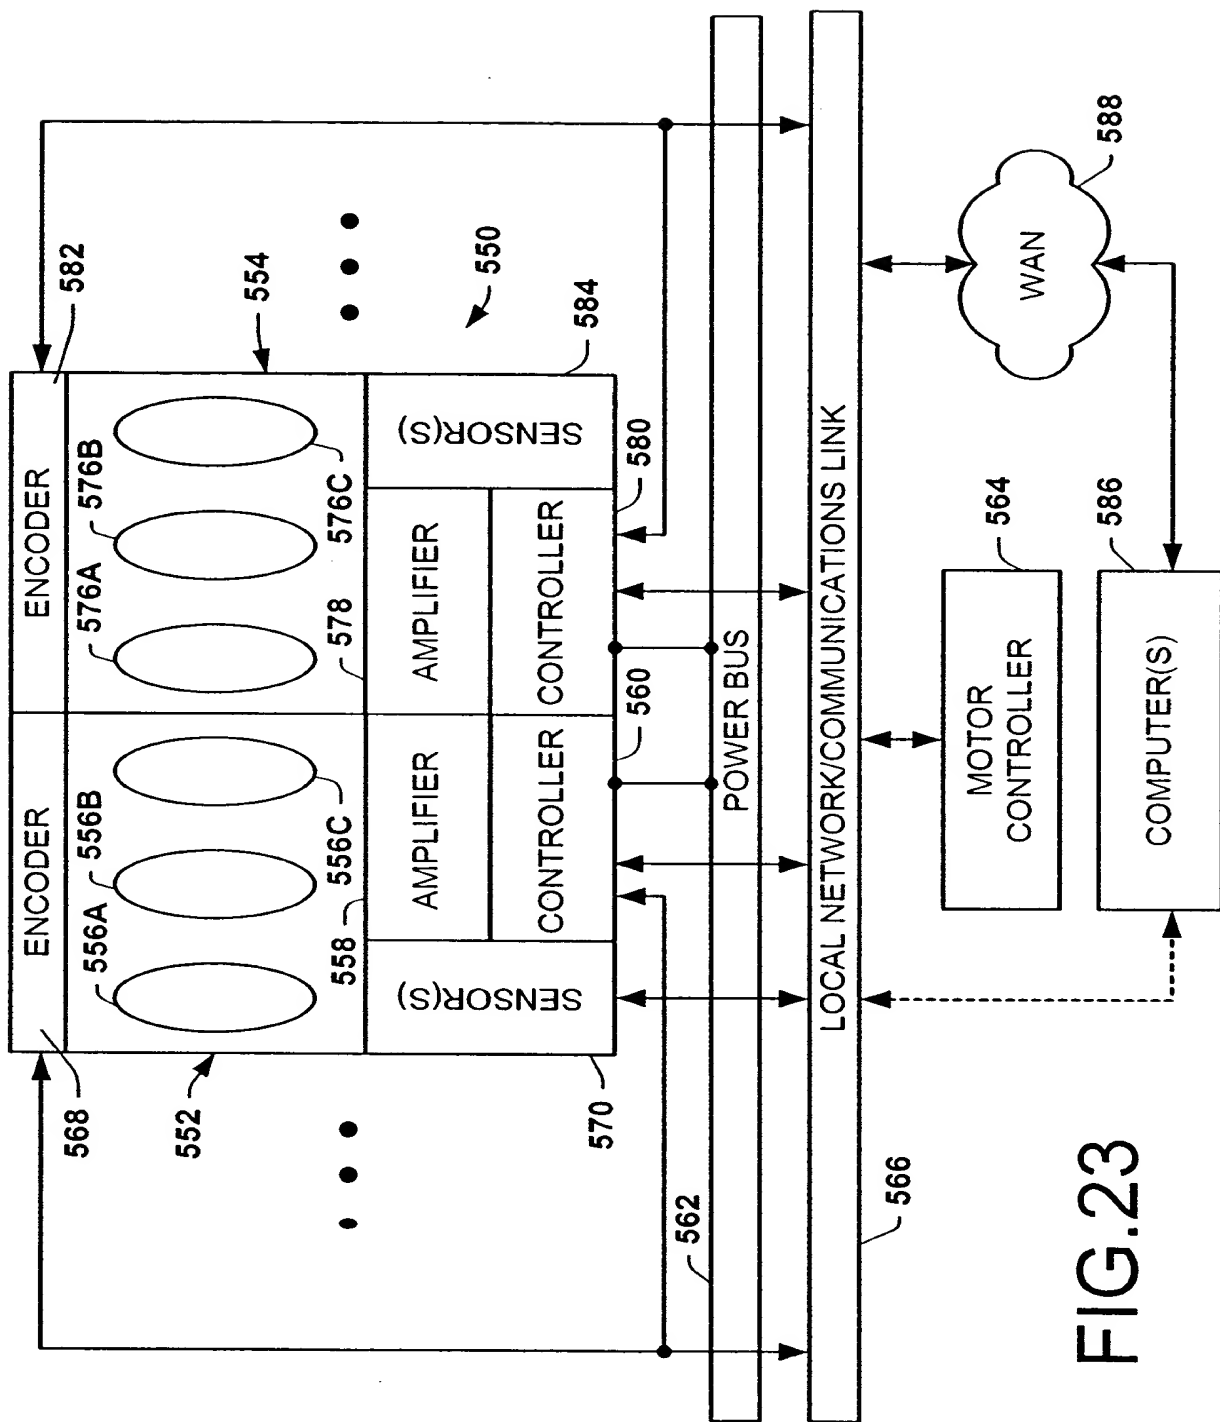 568
ENCODER
ENCODER
582
552
556A
556B
556C
576A
576B
576C
554
550
558
578
SENSOR(S)
AMPLIFIER
AMPLIFIER
SENSOR(S)
584
570
CONTROLLER
CONTROLLER
580
560
562
POWER BUS
566
LOCAL NETWORK/COMMUNICATIONS LINK
MOTOR
CONTROLLER
564
WAN
588
COMPUTER(S)
586
FIG.23